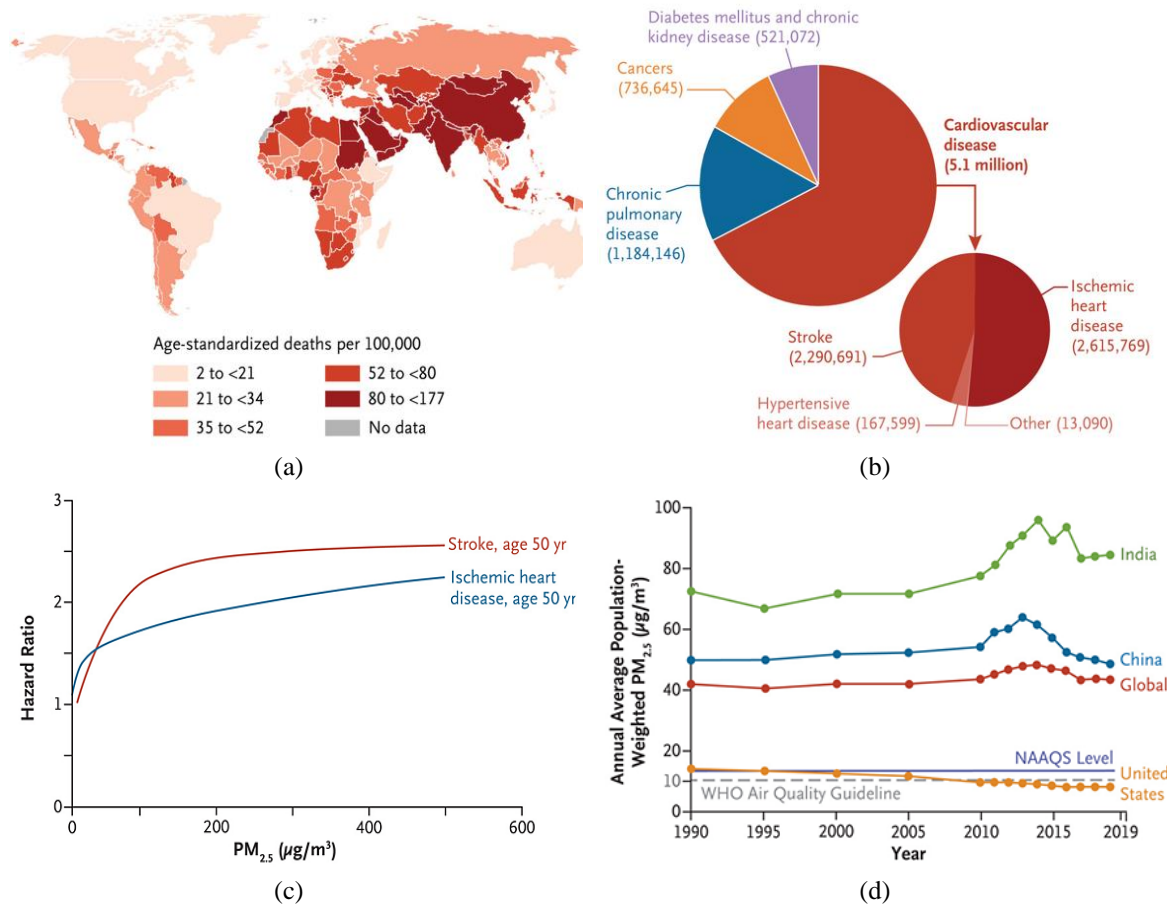 Age-standardized deaths per 100,000
2 to <21
21 to <34
35 to <52
52 to <80
80 to <177
No data
(a)
Diabetes mellitus and chronic
kidney disease (521,072)
Cancers
(736,645)
Chronic
pulmonary
disease
(1,184,146)
Cardiovascular
disease
(5.1 million)
Ischemic
heart
disease
(2,615,769)
Stroke
(2,290,691)
Hypertensive
heart disease (167,599)
Other (13,090)
(b)
Hazard Ratio
3
2
1
0
Stroke, age 50 yr
Ischemic heart
disease, age 50 yr
0
200
400
600
PM2.5 (µg/m³)
(c)
Annual Average Population-
Weighted PM2.5 (µg/m³)
100
80
60
40
20
10
0
India
China
Global
NAAQS Level
United
States
WHO Air Quality Guideline
1990
1995
2000
2005
2010
2015
2019
Year
(d)